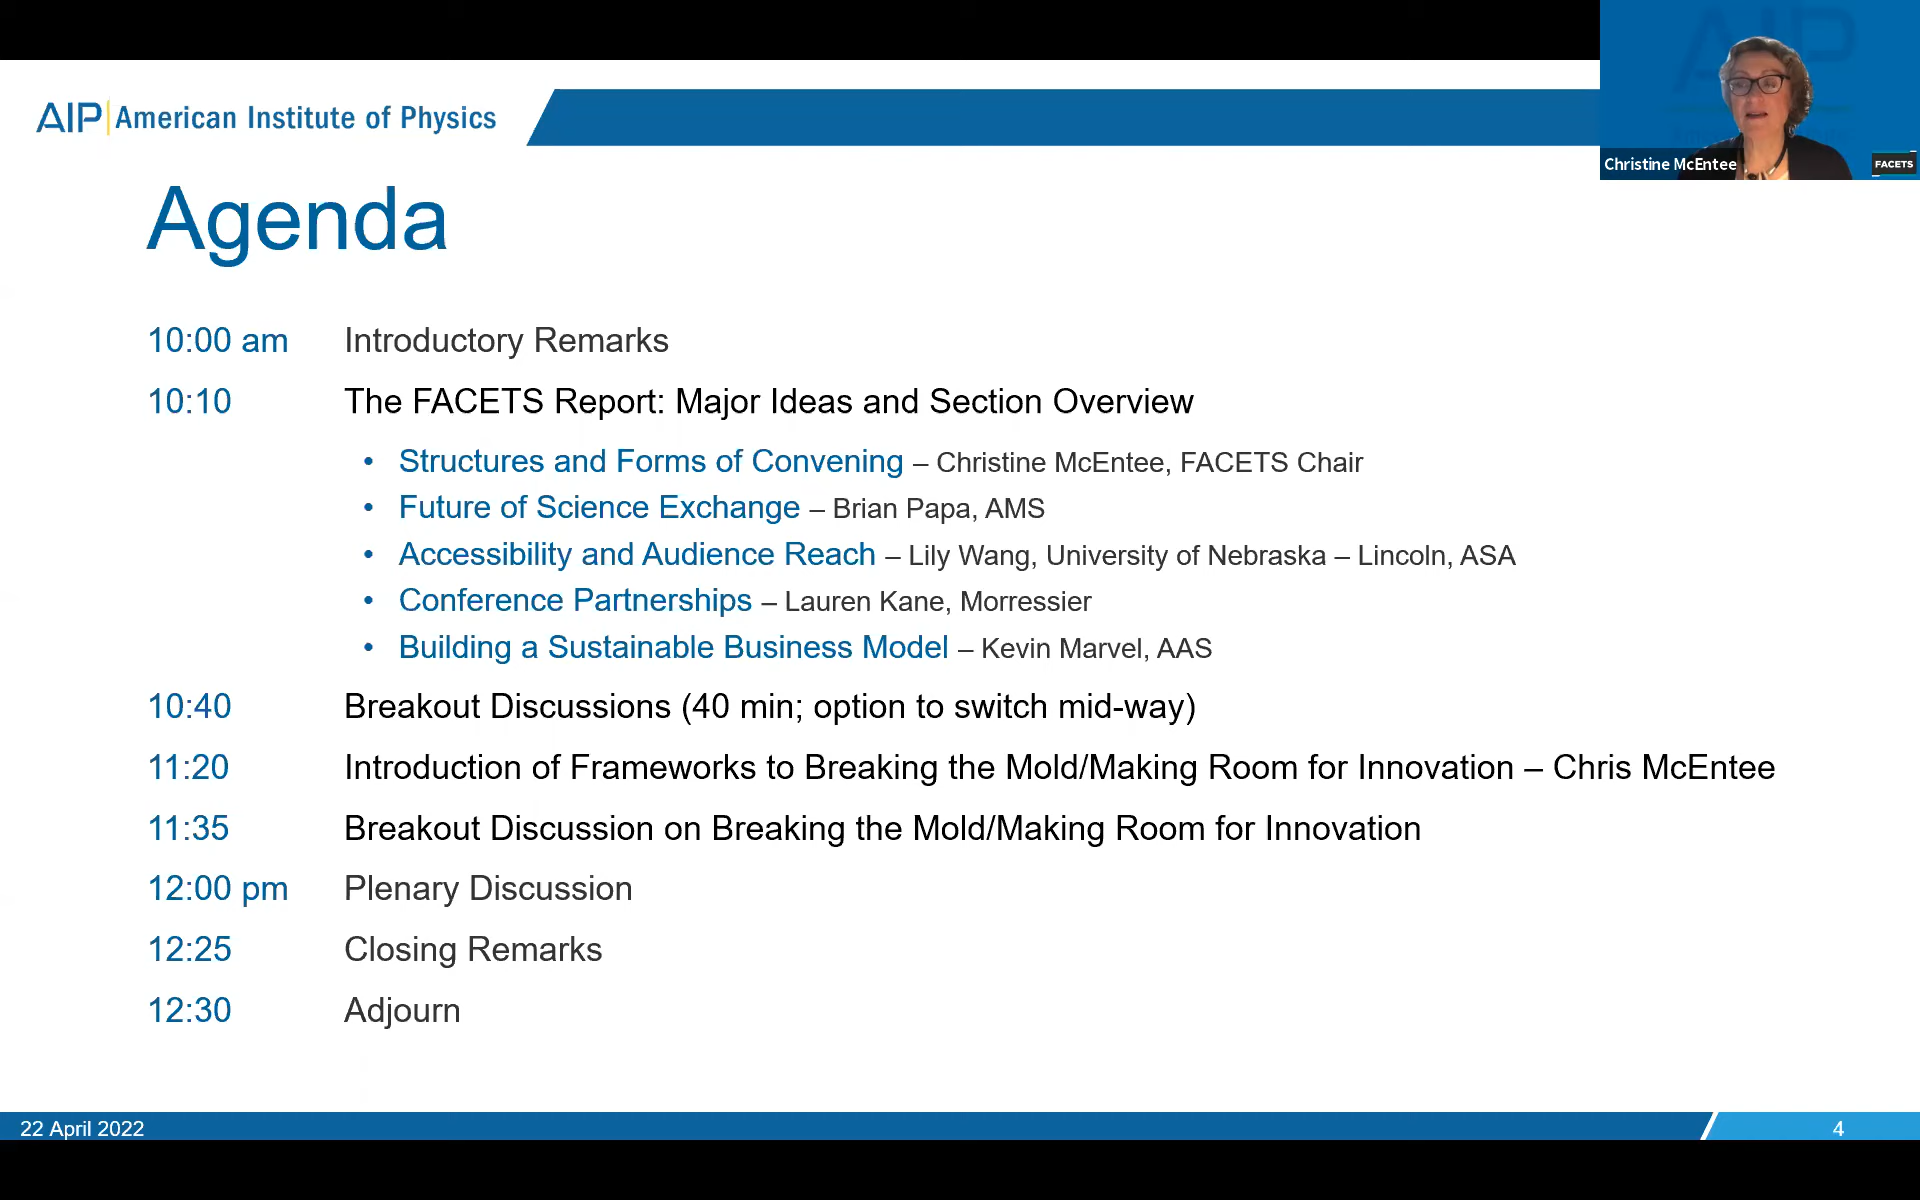 AIP American Institute of Physics
Christine McEntee
FACETS
Agenda
10:00 am Introductory Remarks
10:10 The FACETS Report: Major Ideas and Section Overview
• Structures and Forms of Convening – Christine McEntee, FACETS Chair
• Future of Science Exchange – Brian Papa, AMS
• Accessibility and Audience Reach – Lily Wang, University of Nebraska – Lincoln, ASA
• Conference Partnerships – Lauren Kane, Morressier
• Building a Sustainable Business Model – Kevin Marvel, AAS
10:40 Breakout Discussions (40 min; option to switch mid-way)
11:20 Introduction of Frameworks to Breaking the Mold/Making Room for Innovation – Chris McEntee
11:35 Breakout Discussion on Breaking the Mold/Making Room for Innovation
12:00 pm Plenary Discussion
12:25 Closing Remarks
12:30 Adjourn
22 April 2022
4